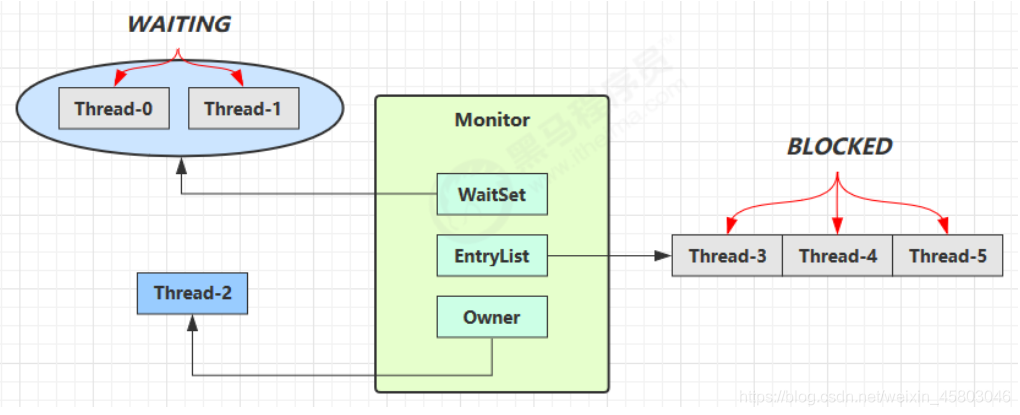 WAITING
Thread-0
Thread-1
Monitor
黑马程序员
www.itheima.com
WaitSet
EntryList
Owner
Thread-2
BLOCKED
Thread-3
Thread-4
Thread-5
https://blog.csdn.net/weixin_45803046